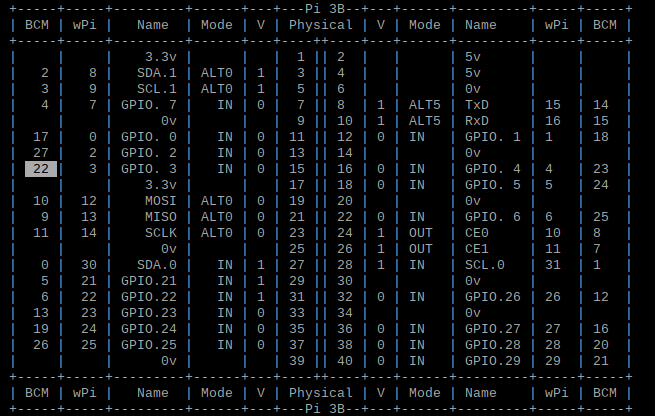 +-----+-----+---------+------+---+---Pi 3B--+---+------+---------+-----+-----+
| BCM | wPi |   Name  | Mode | V | Physical | V | Mode | Name    | wPi | BCM |
+-----+-----+---------+------+---+----++----+---+------+---------+-----+-----+
|     |     |    3.3v |      |   |  1 || 2  |   |      | 5v      |     |     |
|   2 |   8 |   SDA.1 | ALT0 | 1 |  3 || 4  |   |      | 5v      |     |     |
|   3 |   9 |   SCL.1 | ALT0 | 1 |  5 || 6  |   |      | 0v      |     |     |
|   4 |   7 | GPIO. 7 |   IN | 0 |  7 || 8  | 1 | ALT5 | TxD     | 15  | 14  |
|     |     |      0v |      |   |  9 || 10 | 1 | ALT5 | RxD     | 16  | 15  |
|  17 |   0 | GPIO. 0 |   IN | 0 | 11 || 12 | 0 | IN   | GPIO. 1 | 1   | 18  |
|  27 |   2 | GPIO. 2 |   IN | 0 | 13 || 14 |   |      | 0v      |     |     |
|  22 |   3 | GPIO. 3 |   IN | 0 | 15 || 16 | 0 | IN   | GPIO. 4 | 4   | 23  |
|     |     |    3.3v |      |   | 17 || 18 | 0 | IN   | GPIO. 5 | 5   | 24  |
|  10 |  12 |    MOSI | ALT0 | 0 | 19 || 20 |   |      | 0v      |     |     |
|   9 |  13 |    MISO | ALT0 | 0 | 21 || 22 | 0 | IN   | GPIO. 6 | 6   | 25  |
|  11 |  14 |    SCLK | ALT0 | 0 | 23 || 24 | 1 | OUT  | CE0     | 10  | 8   |
|     |     |      0v |      |   | 25 || 26 | 1 | OUT  | CE1     | 11  | 7   |
|   0 |  30 |   SDA.0 |   IN | 1 | 27 || 28 | 1 | IN   | SCL.0   | 31  | 1   |
|   5 |  21 | GPIO.21 |   IN | 1 | 29 || 30 |   |      | 0v      |     |     |
|   6 |  22 | GPIO.22 |   IN | 1 | 31 || 32 | 0 | IN   | GPIO.26 | 26  | 12  |
|  13 |  23 | GPIO.23 |   IN | 0 | 33 || 34 |   |      | 0v      |     |     |
|  19 |  24 | GPIO.24 |   IN | 0 | 35 || 36 | 0 | IN   | GPIO.27 | 27  | 16  |
|  26 |  25 | GPIO.25 |   IN | 0 | 37 || 38 | 0 | IN   | GPIO.28 | 28  | 20  |
|     |     |      0v |      |   | 39 || 40 | 0 | IN   | GPIO.29 | 29  | 21  |
+-----+-----+---------+------+---+----++----+---+------+---------+-----+-----+
| BCM | wPi |   Name  | Mode | V | Physical | V | Mode | Name    | wPi | BCM |
+-----+-----+---------+------+---+---Pi 3B--+---+------+---------+-----+-----+